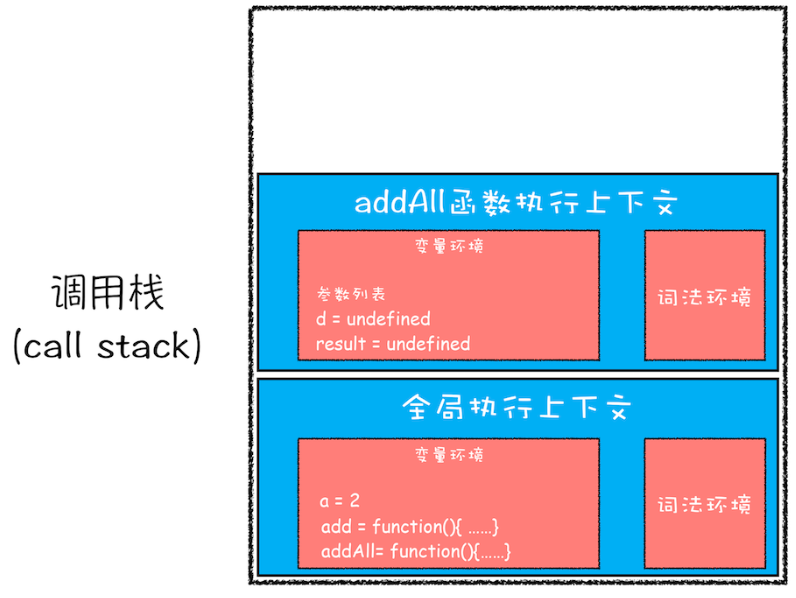 调用栈
(call stack)
addAll函数执行上下文
变量环境
参数列表
d = undefined
result = undefined
词法环境
全局执行上下文
变量环境
a = 2
add = function(){ ......}
addAll= function(){......}
词法环境